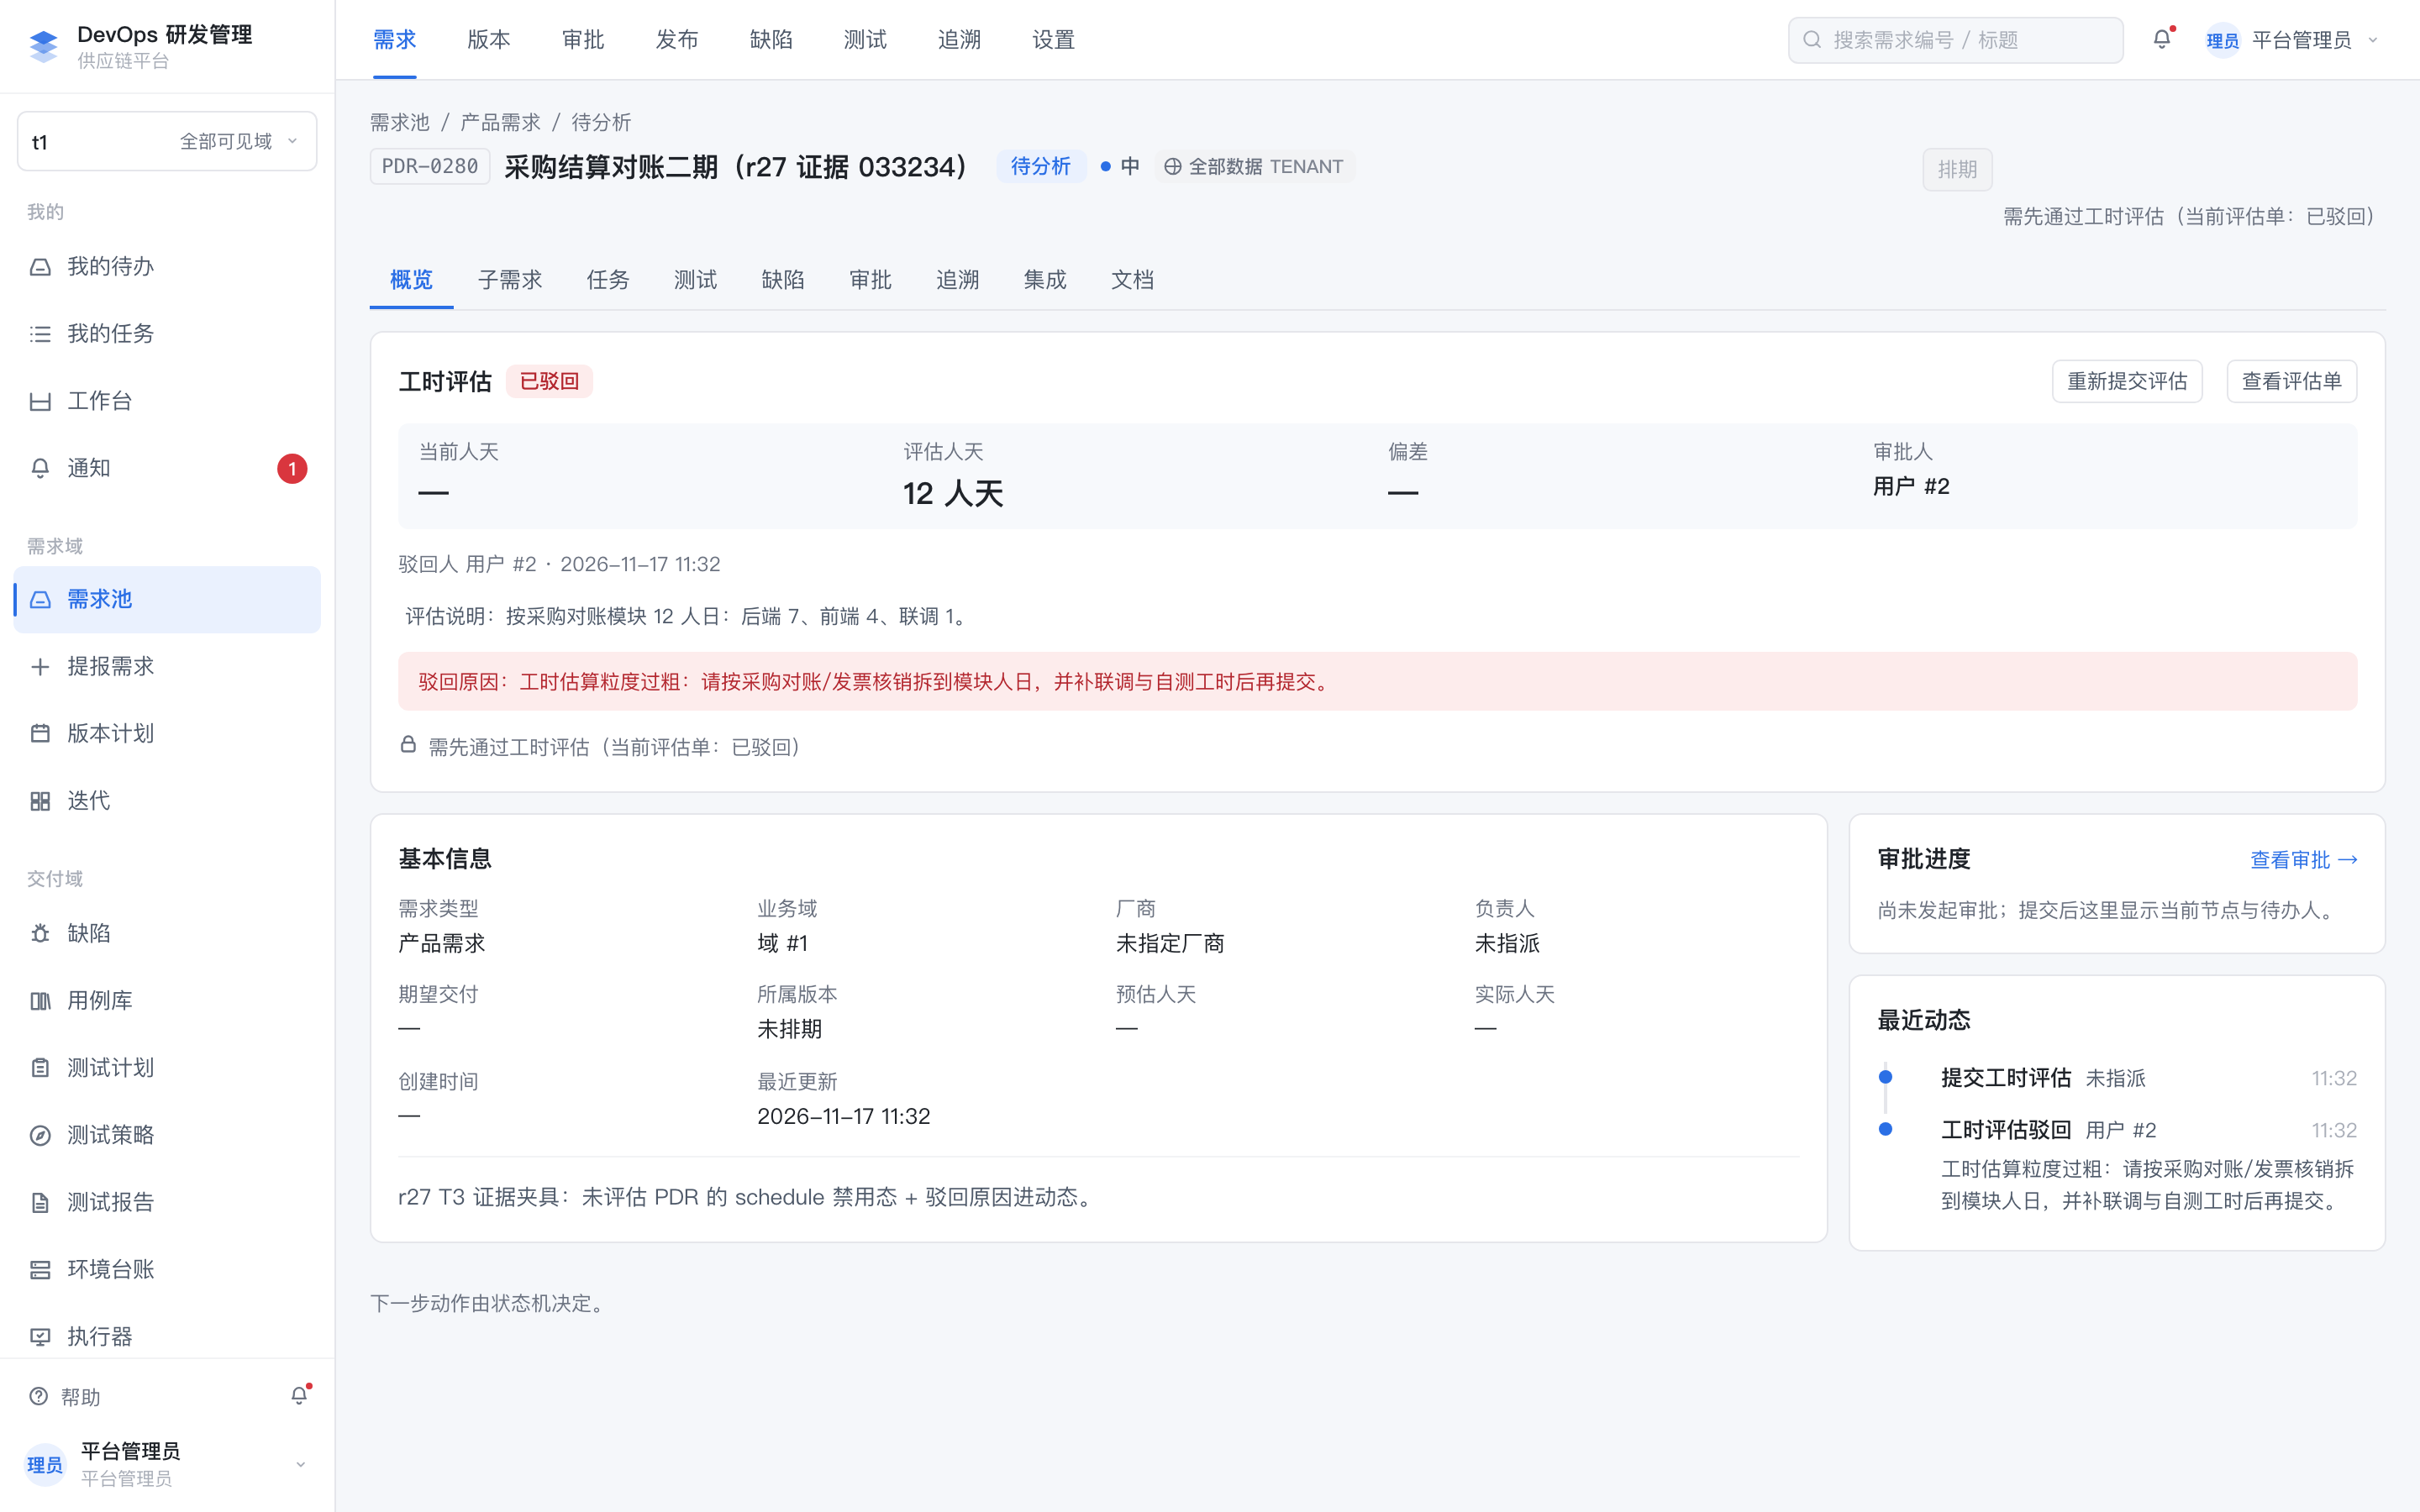 DevOps 研发管理
供应链平台
t1 全部可见域
我的
我的待办
我的任务
工作台
通知 1
需求域
需求池
提报需求
版本计划
迭代
交付域
缺陷
用例库
测试计划
测试策略
测试报告
环境台账
执行器
帮助
理员 平台管理员
平台管理员
需求 版本 审批 发布 缺陷 测试 追溯 设置
搜索需求编号 / 标题
理员 平台管理员
需求池 / 产品需求 / 待分析
PDR-0280 采购结算对账二期（r27 证据 033234） 待分析 中 全部数据 TENANT
排期
需先通过工时评估（当前评估单：已驳回）
概览 子需求 任务 测试 缺陷 审批 追溯 集成 文档
工时评估 已驳回 重新提交评估 查看评估单
当前人天 评估人天 偏差 审批人
— 12 人天 — 用户 #2
驳回人 用户 #2 · 2026-11-17 11:32
评估说明：按采购对账模块 12 人日：后端 7、前端 4、联调 1。
驳回原因：工时估算粒度过粗：请按采购对账/发票核销拆到模块人日，并补联调与自测工时后再提交。
需先通过工时评估（当前评估单：已驳回）
基本信息
需求类型 业务域 厂商 负责人
产品需求 域 #1 未指定厂商 未指派
期望交付 所属版本 预估人天 实际人天
— 未排期 — —
创建时间 最近更新
— 2026-11-17 11:32
r27 T3 证据夹具：未评估 PDR 的 schedule 禁用态 + 驳回原因进动态。
审批进度 查看审批 →
尚未发起审批；提交后这里显示当前节点与待办人。
最近动态
提交工时评估 未指派 11:32
工时评估驳回 用户 #2 11:32
工时估算粒度过粗：请按采购对账/发票核销拆
到模块人日，并补联调与自测工时后再提交。
下一步动作由状态机决定。